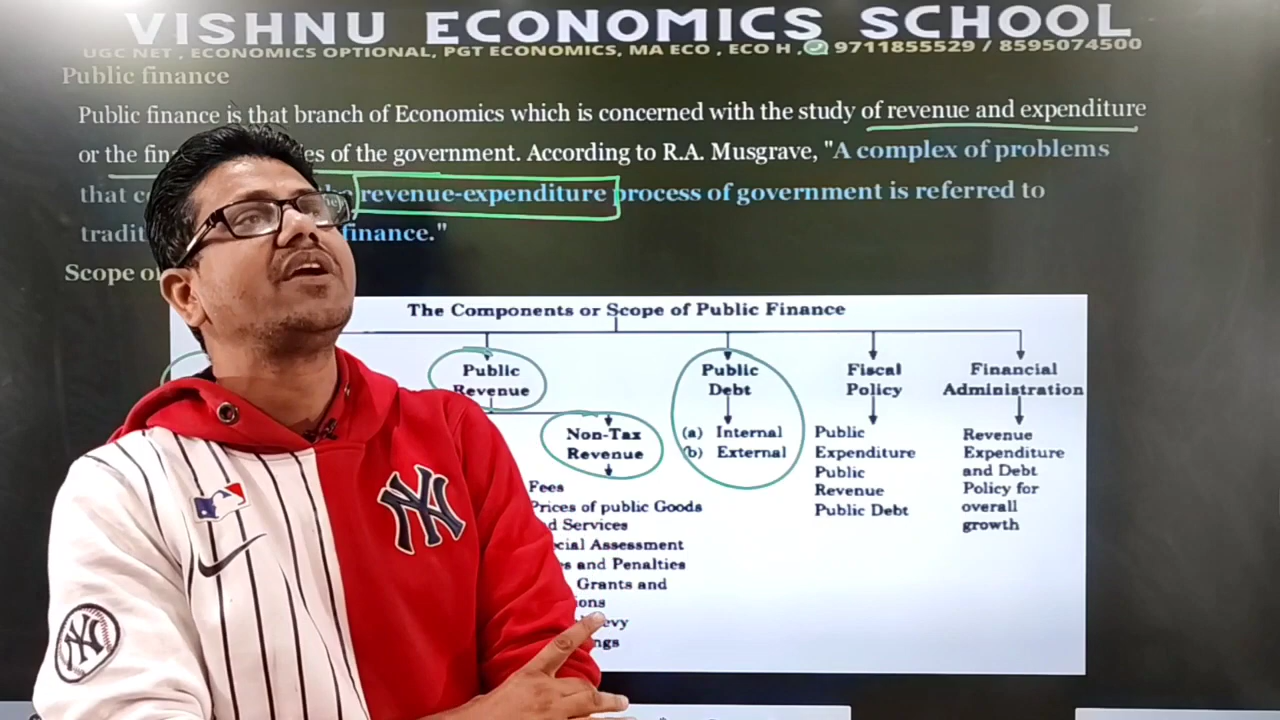 VISHNU ECONOMICS SCHOOL
UGC NET , ECONOMICS OPTIONAL, PGT ECONOMICS, MA ECO , ECO H , 9711855529 / 8595074500
Public finance
Public finance is that branch of Economics which is concerned with the study of revenue and expenditure
or the fin es of the government. According to R.A. Musgrave, "A complex of problems
that c revenue-expenditure process of government is referred to
tradit finance."
Scope o
The Components or Scope of Public Finance
Public Revenue
Public Debt
Fiscal Policy
Financial Administration
Non-Tax Revenue
(a) Internal
(b) External
Public
Expenditure
Public
Revenue
Public Debt
Revenue
Expenditure
and Debt
Policy for
overall
growth
Fees
Prices of public Goods
d Services
cial Assessment
s and Penalties
Grants and
ions
evy
ngs
NY
NY